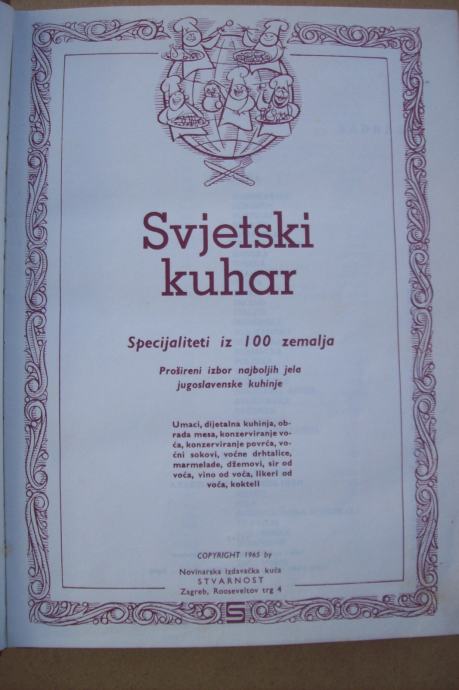 Svjetski
kuhar
Specijaliteti iz 100 zemalja
Prošireni izbor najboljih jela
jugoslavenske kuhinje
Umaci, dijetalna kuhinja, ob-
rada mesa, konzerviranje vo-
ća, konzerviranje povrća, vo-
ćni sokovi, voćne drhtalice,
marmelade, džemovi, sir od
voća, vino od voća, likeri od
voća, kokteli
COPYRIGHT 1965 by
Novinarska izdavačka kuća
STVARNOST
Zagreb, Rooseveltov trg 4
S